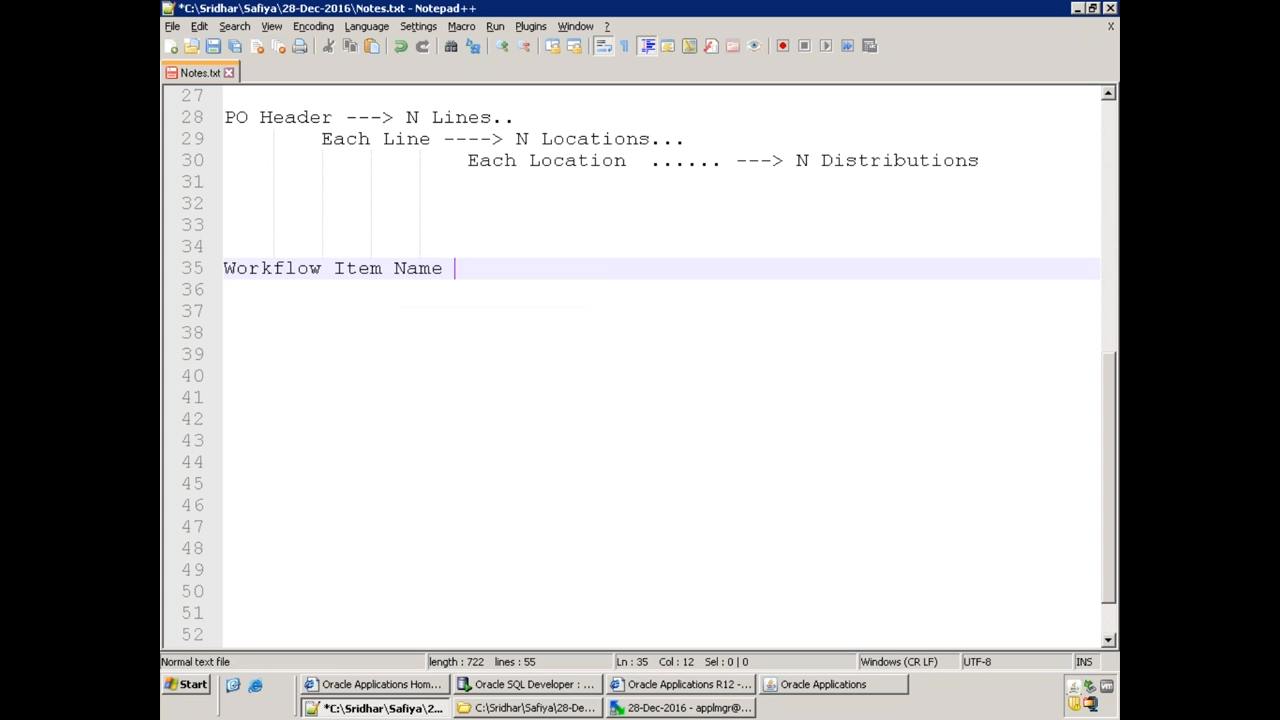 *C:\Sridhar\Safiya\28-Dec-2016\Notes.txt - Notepad++
File Edit Search View Encoding Language Settings Macro Run Plugins Window ? X
Notes.txt
27
28 PO Header ---> N Lines..
29 Each Line ----> N Locations...
30 Each Location ...... ---> N Distributions
31
32
33
34
35 Workflow Item Name
36
37
38
39
40
41
42
43
44
45
46
47
48
49
50
51
52
Normal text file length : 722 lines : 55 Ln : 35 Col : 12 Sel : 0 | 0 Windows (CR LF) UTF-8 INS
Start Oracle Applications Hom... Oracle SQL Developer : ... Oracle Applications R12 -... Oracle Applications
*C:\Sridhar\Safiya\2... C:\Sridhar\Safiya\28-De... 28-Dec-2016 - applmgr@...